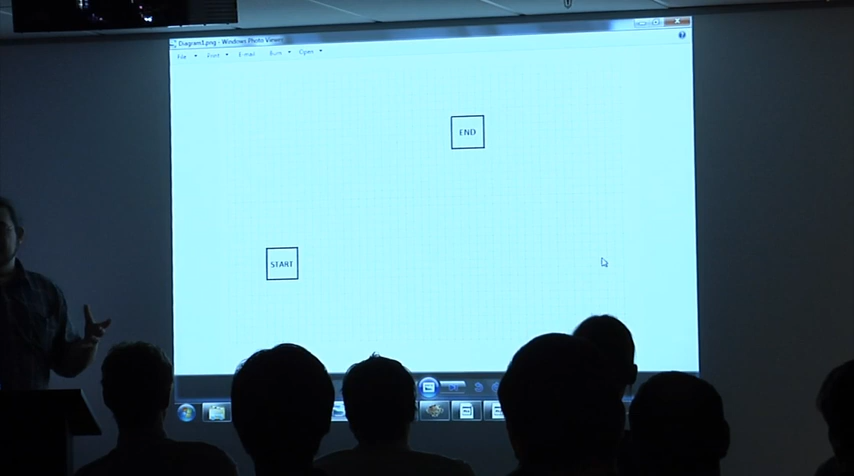 Diagram1.png - Windows Photo Viewer
File Print E-mail Burn Open
END
START